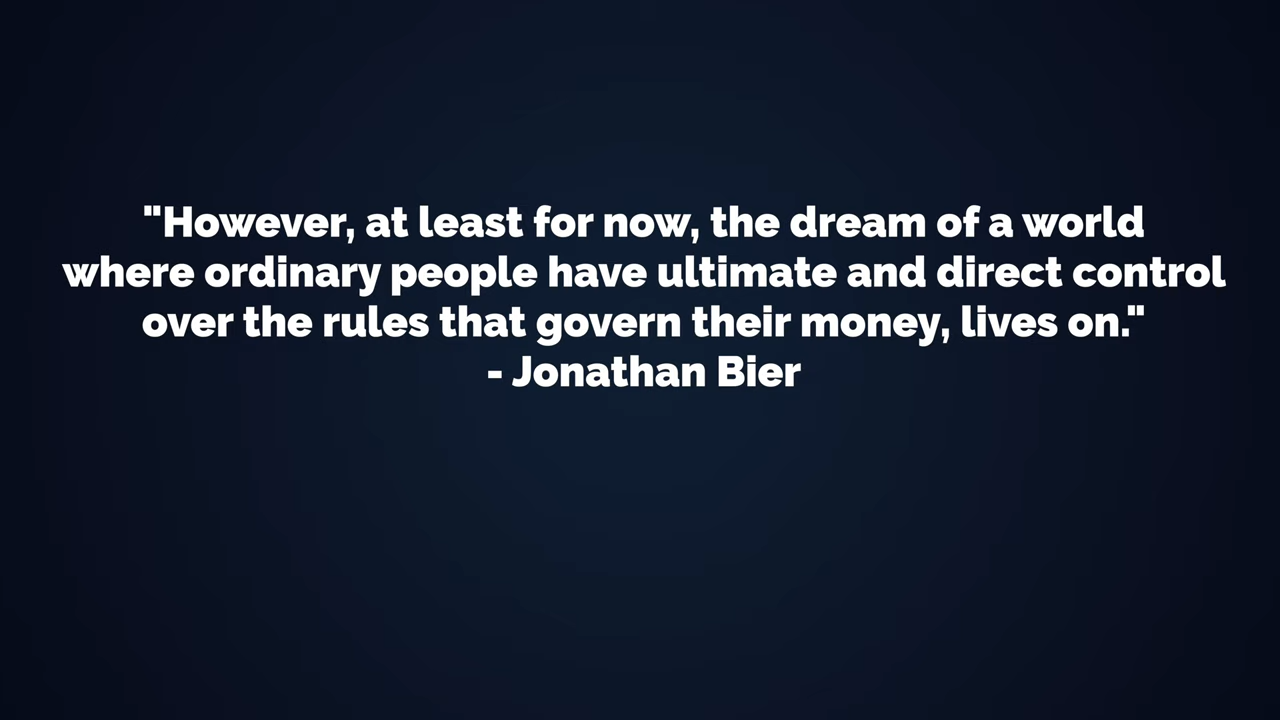 "However, at least for now, the dream of a world
where ordinary people have ultimate and direct control
over the rules that govern their money, lives on."
- Jonathan Bier